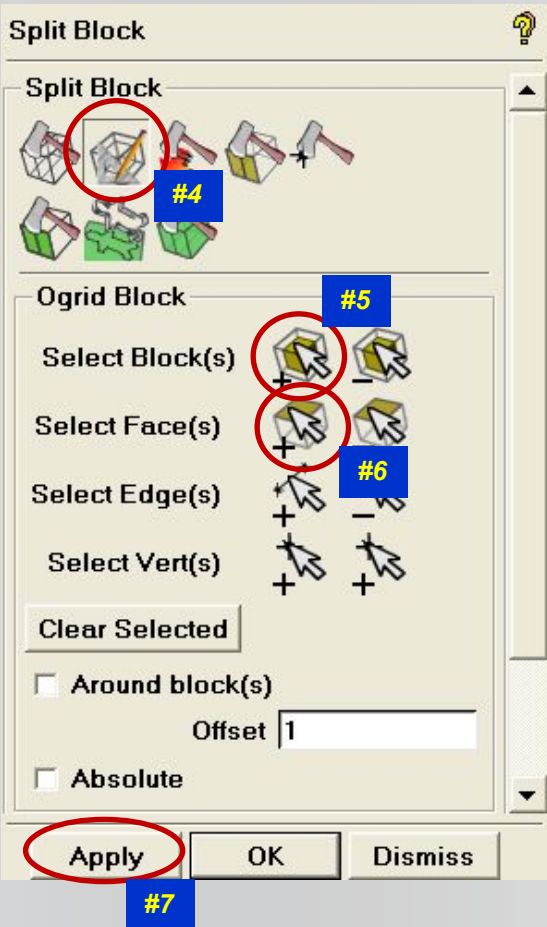 Split Block
Split Block
#4
Ogrid Block
#5
Select Block(s)
Select Face(s)
#6
Select Edge(s)
Select Vert(s)
Clear Selected
Around block(s)
Offset 1
Absolute
Apply OK Dismiss
#7